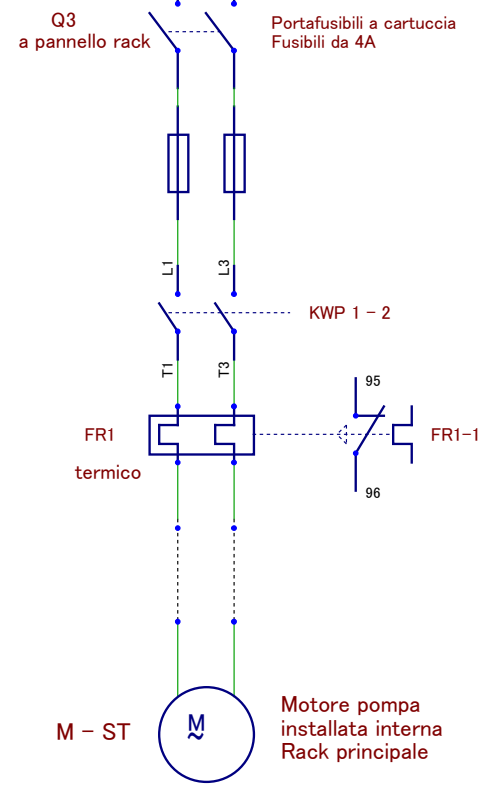 Q3
a pannello rack
Portafusibili a cartuccia
Fusibili da 4A
L1
L3
KWP 1 - 2
T1
T3
95
FR1
FR1-1
termico
96
M
~
M - ST
Motore pompa
installata interna
Rack principale